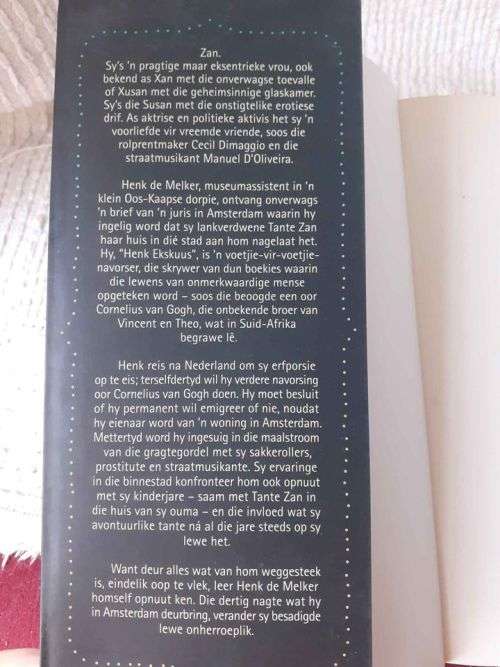 Zan.
Sy's 'n pragtige maar eksentrieke vrou, ook
bekend as Xan met die onverwagse toevalle
of Xusan met die geheimsinnige glaskamer.
Sy's die Susan met die onstigtelike erotiese
drif. As aktrise en politieke aktivis het sy 'n
voorliefde vir vreemde vriende, soos die
rolprentmaker Cecil Dimaggio en die
straatmusikant Manuel D'Oliveira.
Henk de Melker, museumassistent in 'n
klein Oos-Kaapse dorpie, ontvang onverwags
'n brief van 'n juris in Amsterdam waarin hy
ingelig word dat sy lankverdwene Tante Zan
haar huis in dié stad aan hom nagelaat het.
Hy, "Henk Ekskuus", is 'n voetjie-vir-voetjie-
navorser, die skrywer van dun boekies waarin
die lewens van onmerkwaardige mense
opgeteken word – soos die beoogde een oor
Cornelius van Gogh, die onbekende broer van
Vincent en Theo, wat in Suid-Afrika
begrawe lê.
Henk reis na Nederland om sy erfporsie
op te eis; terselfdertyd wil hy verdere navorsing
oor Cornelius van Gogh doen. Hy moet besluit
of hy permanent wil emigreer of nie, noudat
hy eienaar word van 'n woning in Amsterdam.
Mettertyd word hy ingesuig in die maalstroom
van die gragtegordel met sy sakkerollers,
prostitute en straatmusikante. Sy ervaringe
in die binnestad konfronteer hom ook opnuut
met sy kinderjare – saam met Tante Zan in
die huis van sy ouma – en die invloed wat sy
avontuurlike tante ná al die jare steeds op sy
lewe het.
Want deur alles wat van hom weggesteek
is, eindelik oop te vlek, leer Henk de Melker
homself opnuut ken. Die dertig nagte wat hy
in Amsterdam deurbring, verander sy besadigde
lewe onherroeplik.